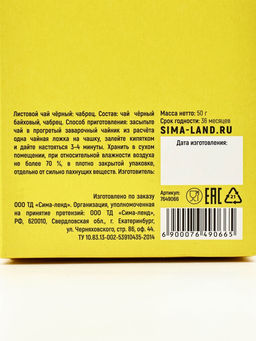 Листовой чай чёрный: чабрец. Состав: чай чёрный
байховый, чабрец. Способ приготовления: засыпьте
чай в прогретый заварочный чайник из расчёта
одна чайная ложка на чашку, залейте кипятком
и дайте настояться 3-4 минуты. Хранить в сухом
помещении, при относительной влажности воздуха
не более 70 %, в плотно закрытой упаковке,
отдельно от сильно пахнущих веществ. Изготовитель:
Масса нетто: 50 г
Срок годности: 36 месяцев
SIMA-LAND.RU
Дата изготовления:
Изготовлено по заказу
ООО ТД «Сима-ленд». Организация, уполномоченная
на принятие претензий: ООО ТД «Сима-ленд»,
РФ, 620010, Свердловская обл., г. Екатеринбург,
ул. Черняховского, стр. 86, оф. 44.
ТУ 10.83.13-002-53910435-2014
Артикул:
7649066
EAC
21
6 900076 490665